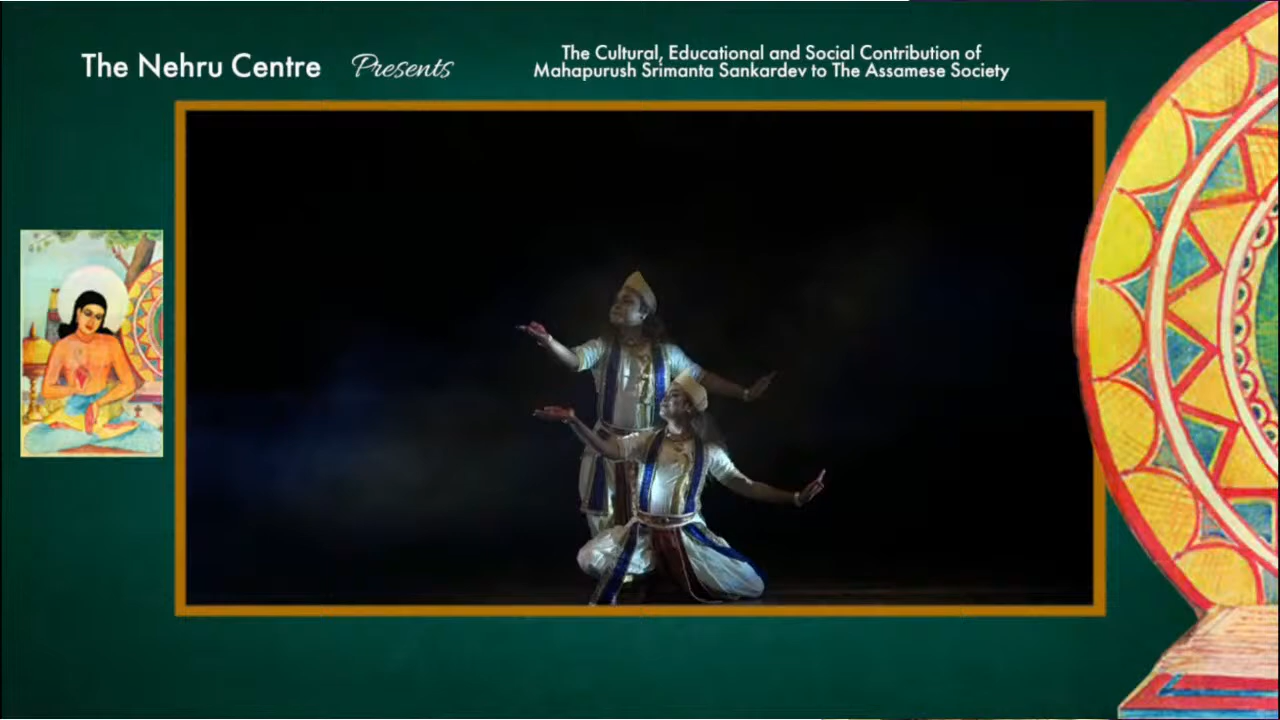 The Nehru Centre Presents
The Cultural, Educational and Social Contribution of
Mahapurush Srimanta Sankardev to The Assamese Society